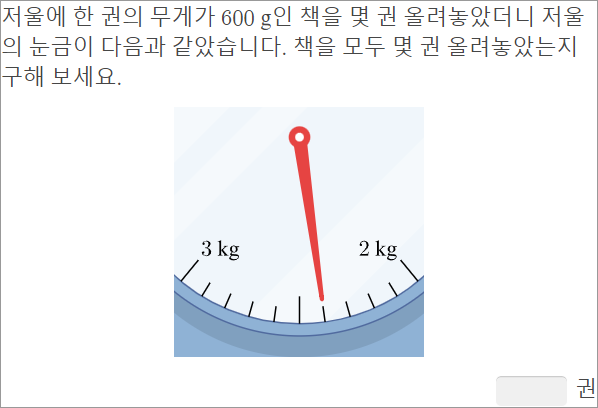 저울에 한 권의 무게가 600 g인 책을 몇 권 올려놓았더니 저울
의 눈금이 다음과 같았습니다. 책을 모두 몇 권 올려놓았는지
구해 보세요.
3 kg 2 kg
권